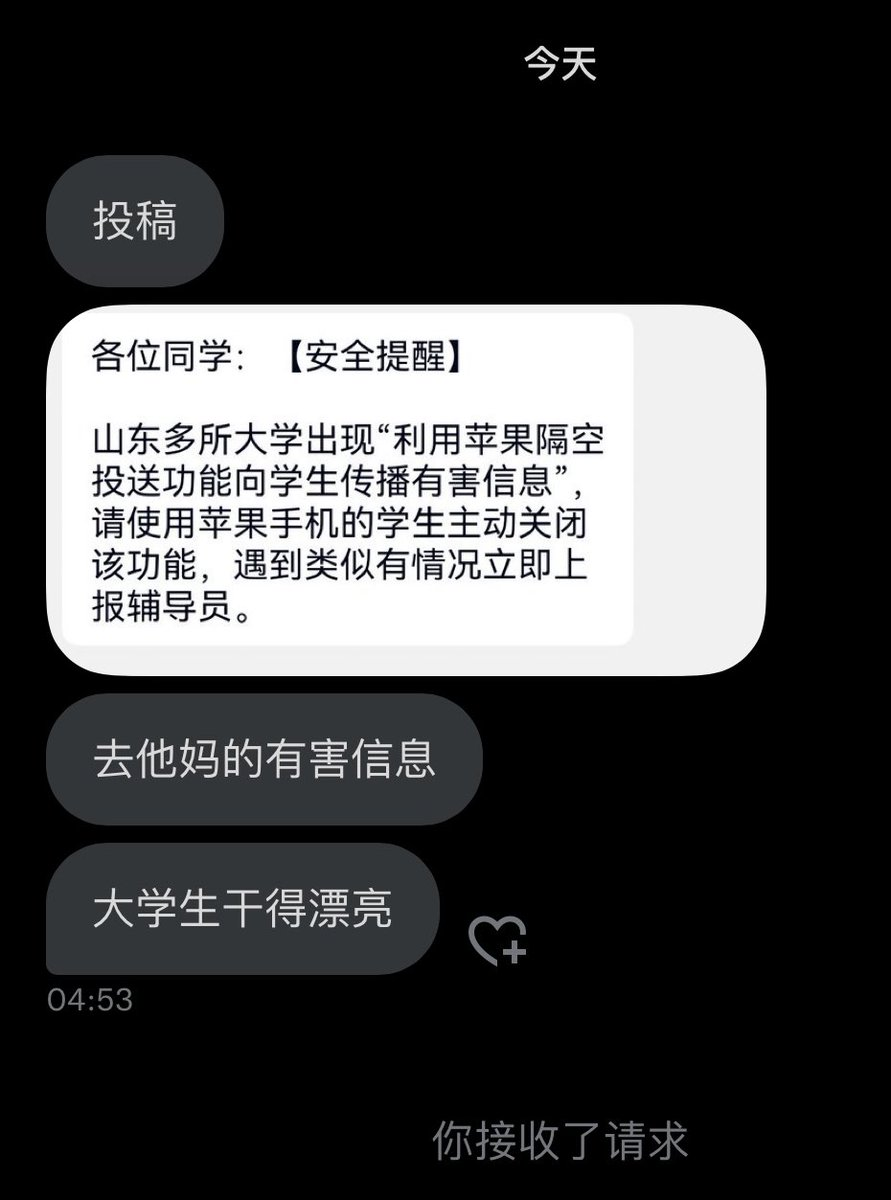 今天
投稿
各位同学：【安全提醒】
山东多所大学出现“利用苹果隔空
投送功能向学生传播有害信息”，
请使用苹果手机的学生主动关闭
该功能，遇到类似有情况立即上
报辅导员。
去他妈的有害信息
大学生干得漂亮
04:53
你接收了请求